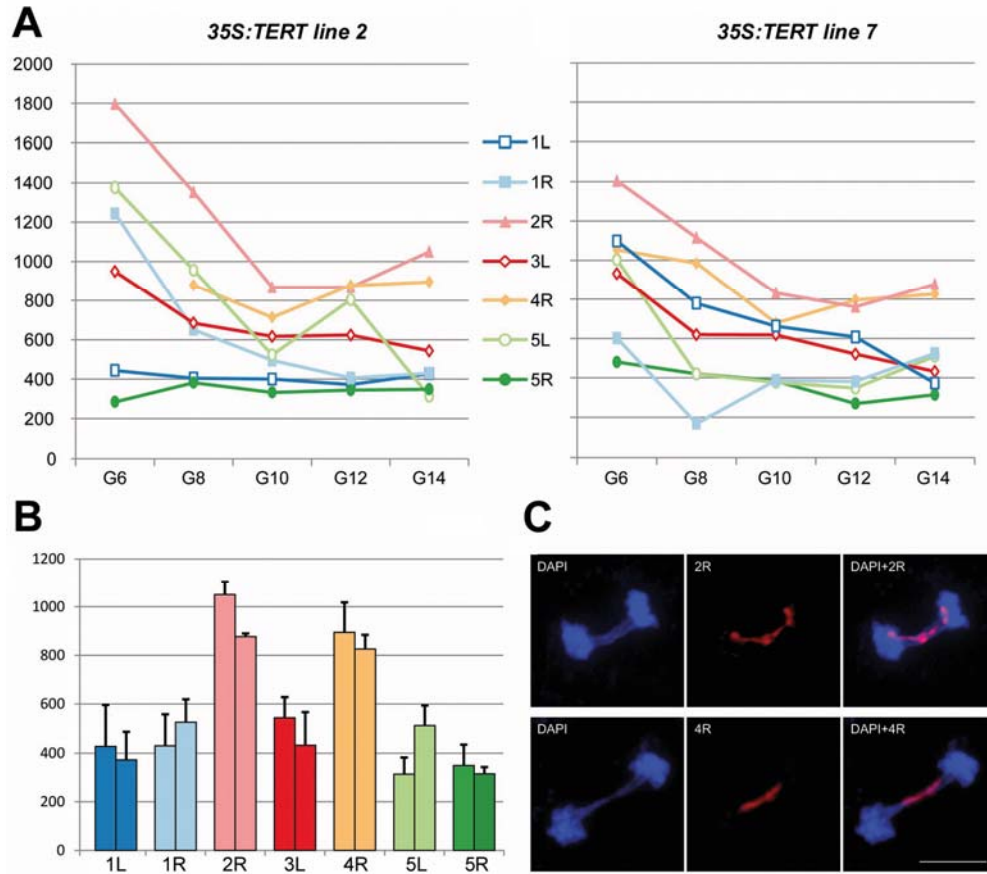 A
35S:TERT line 2
35S:TERT line 7
2000
1800
1600
1400
1200
1000
800
600
400
200
0
G6 G8 G10 G12 G14
1L
1R
2R
3L
4R
5L
5R
G6 G8 G10 G12 G14
B
1200
1000
800
600
400
200
0
1L 1R 2R 3L 4R 5L 5R
C
DAPI 2R DAPI+2R
DAPI 4R DAPI+4R